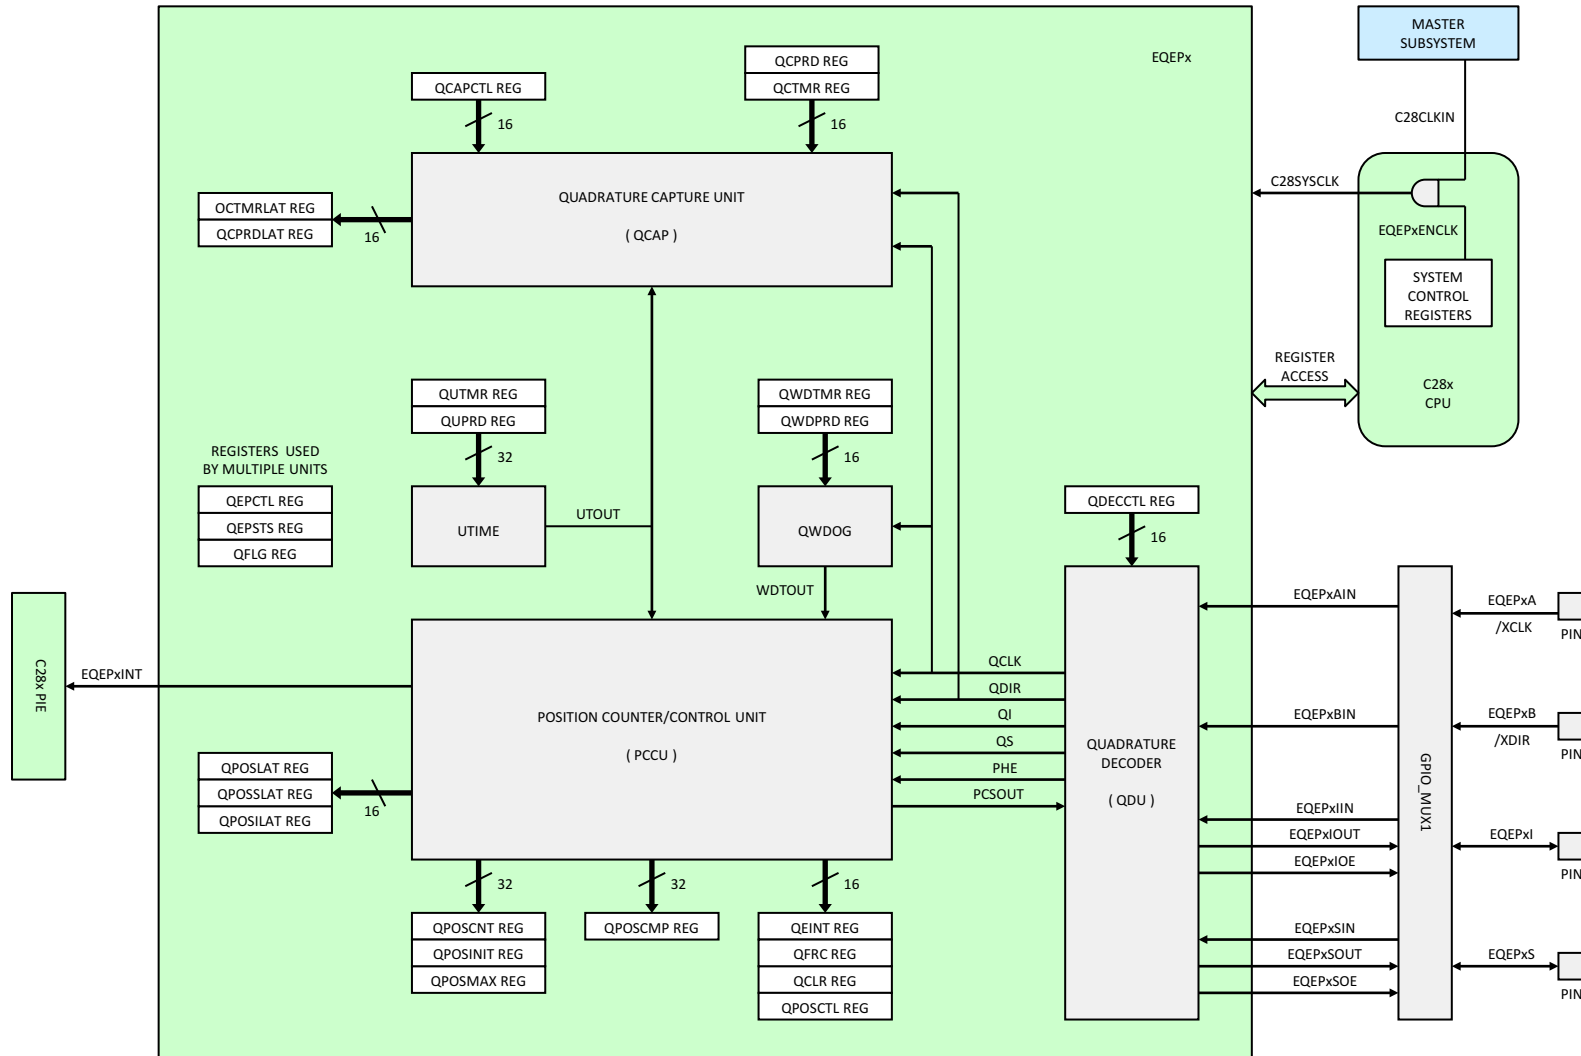 MASTER
SUBSYSTEM
EQEPx
QCPRD REG
QCAPCTL REG
QCTMR REG
16
16
C28CLKIN
C28SYSCLK
QUADRATURE CAPTURE UNIT
( QCAP )
OCTMRLAT REG
QCPRDLAT REG
16
EQEPxENCLK
SYSTEM
CONTROL
REGISTERS
REGISTER
ACCESS
C28x
CPU
QUTMR REG
QUPRD REG
32
QWDTMR REG
QWDPRD REG
16
REGISTERS USED
BY MULTIPLE UNITS
QEPCTL REG
QEPSTS REG
QFLG REG
UTIME
UTOUT
QWDOG
WDTOUT
QDECCTL REG
16
C28x PIE
EQEPxINT
POSITION COUNTER/CONTROL UNIT
( PCCU )
QCLK
QDIR
QI
QS
PHE
PCSOUT
QUADRATURE
DECODER
( QDU )
EQEPxAIN
EQEPxBIN
EQEPxIIN
EQEPxIOUT
EQEPxIOE
EQEPxSIN
EQEPxSOUT
EQEPxSOE
GPIO_MUX1
EQEPxA
/XCLK
PIN
EQEPxB
/XDIR
PIN
EQEPxI
PIN
EQEPxS
PIN
QPOSLAT REG
QPOSSLAT REG
QPOSILAT REG
16
32
32
16
QPOSCNT REG
QPOSINIT REG
QPOSMAX REG
QPOSCMP REG
QEINT REG
QFRC REG
QCLR REG
QPOSCTL REG